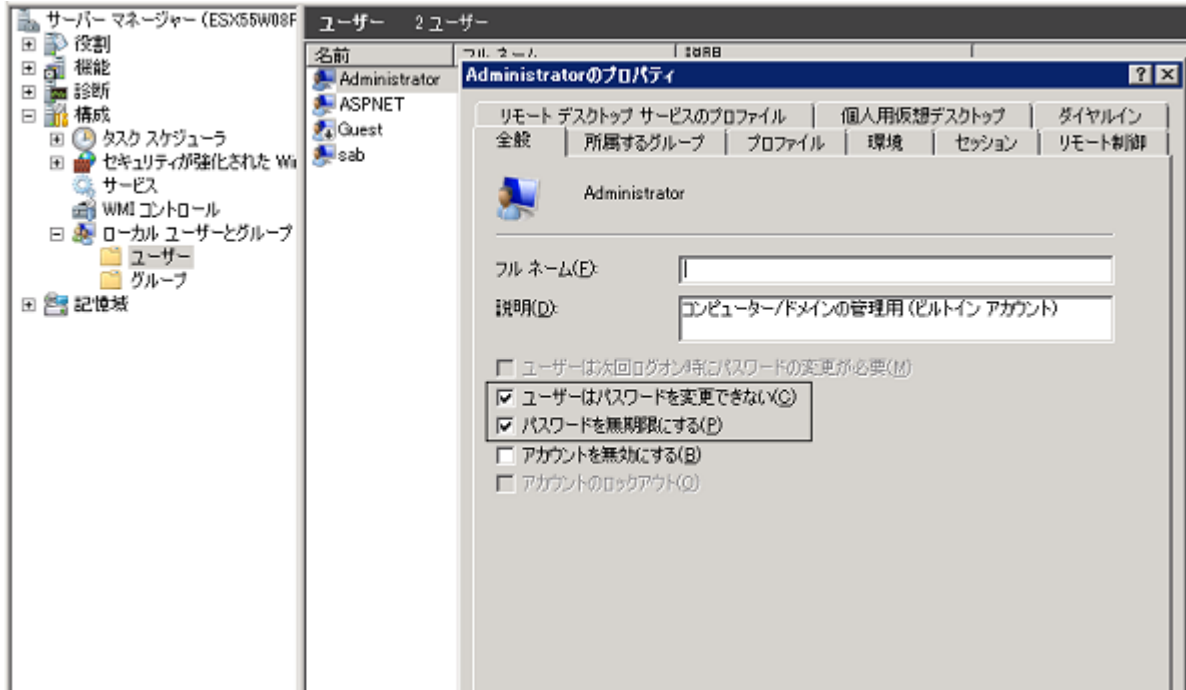 サーバー マネージャー (ESX55W08F
役割
機能
診断
構成
タスク スケジューラ
セキュリティが強化された Wi
サービス
WMI コントロール
ローカル ユーザーとグループ
ユーザー
グループ
記憶域
ユーザー 2 ユーザー
名前 フル ネーム 説明
Administrator
ASPNET
Guest
sab
Administratorのプロパティ
リモート デスクトップ サービスのプロファイル 個人用仮想デスクトップ ダイヤルイン
全般 所属するグループ プロファイル 環境 セッション リモート制御
Administrator
フル ネーム(F):
説明(D): コンピューター/ドメインの管理用 (ビルトイン アカウント)
ユーザーは次回ログオン時にパスワードの変更が必要(M)
ユーザーはパスワードを変更できない(C)
パスワードを無期限にする(P)
アカウントを無効にする(B)
アカウントのロックアウト(O)